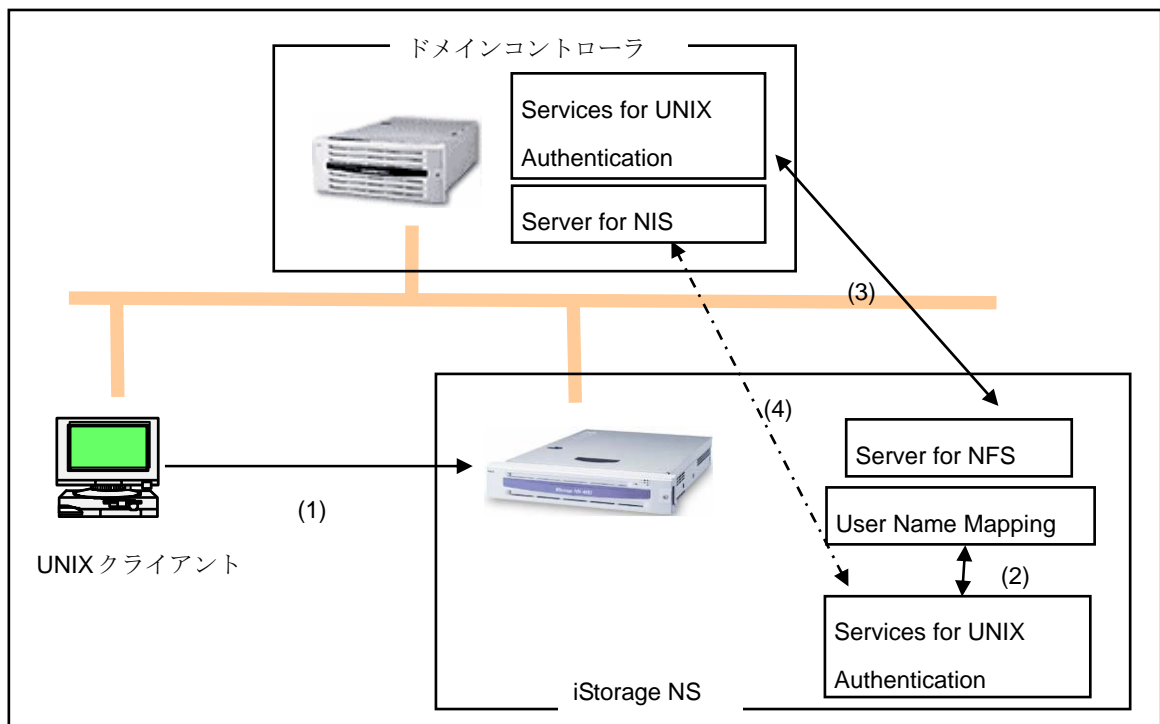 ドメインコントローラ
Services for UNIX
Authentication
Server for NIS
(3)
(4)
Server for NFS
User Name Mapping
(1)
(2)
UNIXクライアント
Services for UNIX
Authentication
iStorage NS